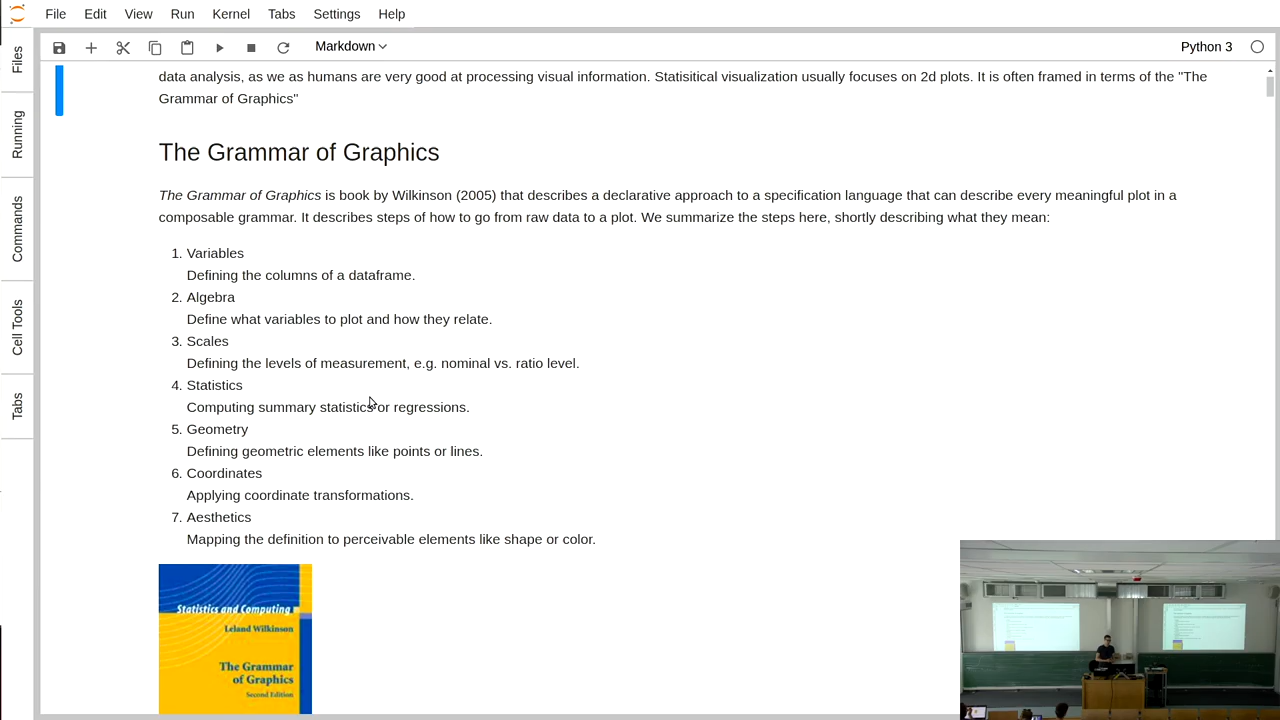 File Edit View Run Kernel Tabs Settings Help
Files
Running
Commands
Cell Tools
Tabs
Markdown
Python 3
data analysis, as we as humans are very good at processing visual information. Statisitical visualization usually focuses on 2d plots. It is often framed in terms of the "The
Grammar of Graphics"
The Grammar of Graphics
The Grammar of Graphics is book by Wilkinson (2005) that describes a declarative approach to a specification language that can describe every meaningful plot in a
composable grammar. It describes steps of how to go from raw data to a plot. We summarize the steps here, shortly describing what they mean:
1. Variables
Defining the columns of a dataframe.
2. Algebra
Define what variables to plot and how they relate.
3. Scales
Defining the levels of measurement, e.g. nominal vs. ratio level.
4. Statistics
Computing summary statistics or regressions.
5. Geometry
Defining geometric elements like points or lines.
6. Coordinates
Applying coordinate transformations.
7. Aesthetics
Mapping the definition to perceivable elements like shape or color.
Statistics and Computing
Leland Wilkinson
The Grammar
of Graphics
Second Edition